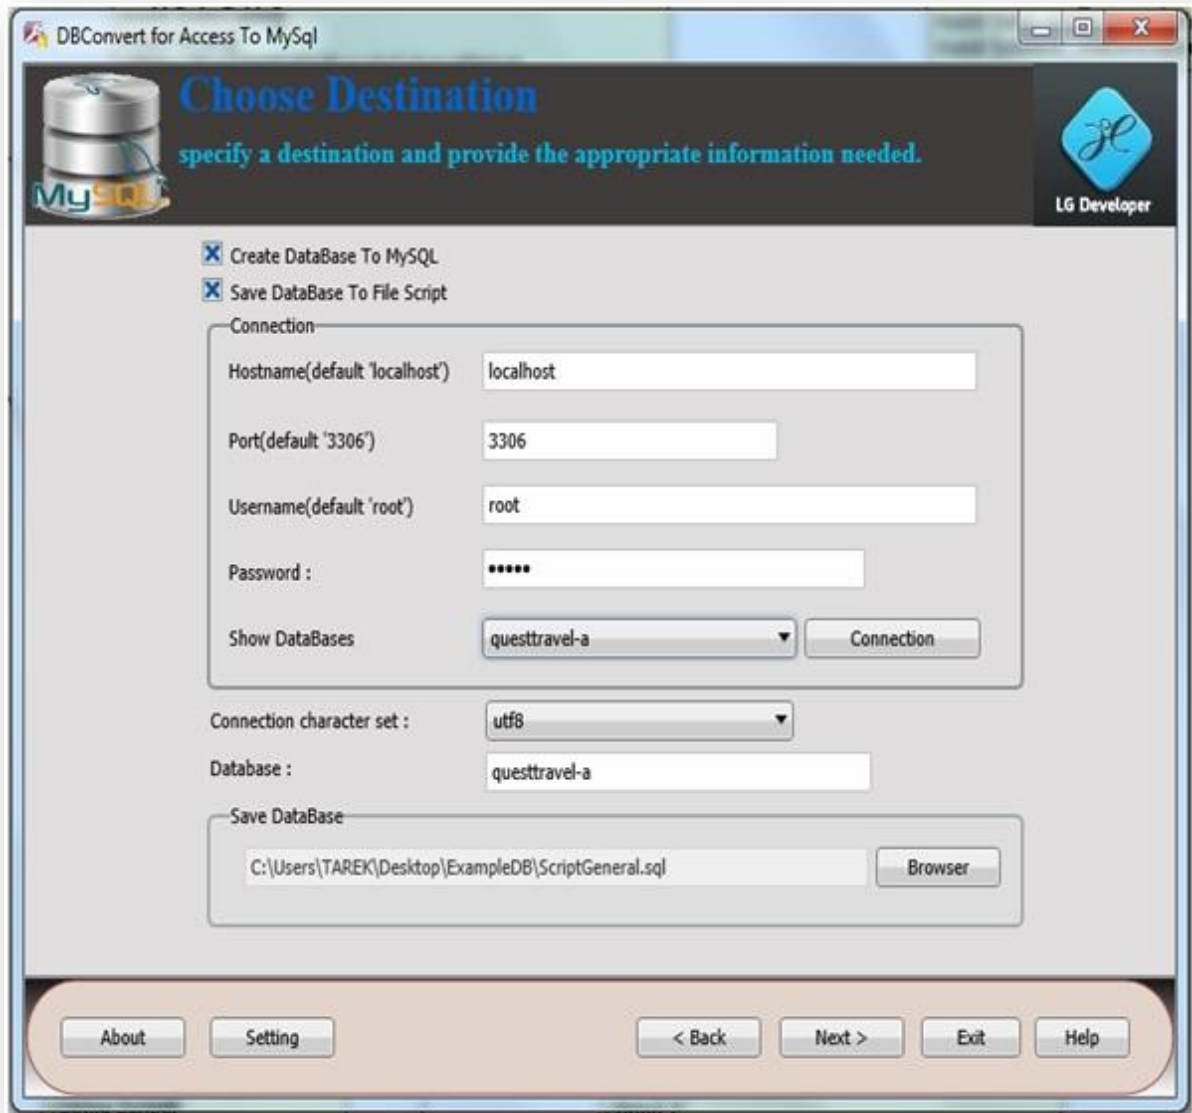 DBConvert for Access To MySql
Choose Destination
specify a destination and provide the appropriate information needed.
MySQL
LG Developer
Create DataBase To MySQL
Save DataBase To File Script
Connection
Hostname(default 'localhost') localhost
Port(default '3306') 3306
Username(default 'root') root
Password : •••••
Show DataBases questtravel-a Connection
Connection character set : utf8
Database : questtravel-a
Save DataBase
C:\Users\TAREK\Desktop\ExampleDB\ScriptGeneral.sql Browser
About Setting < Back Next > Exit Help